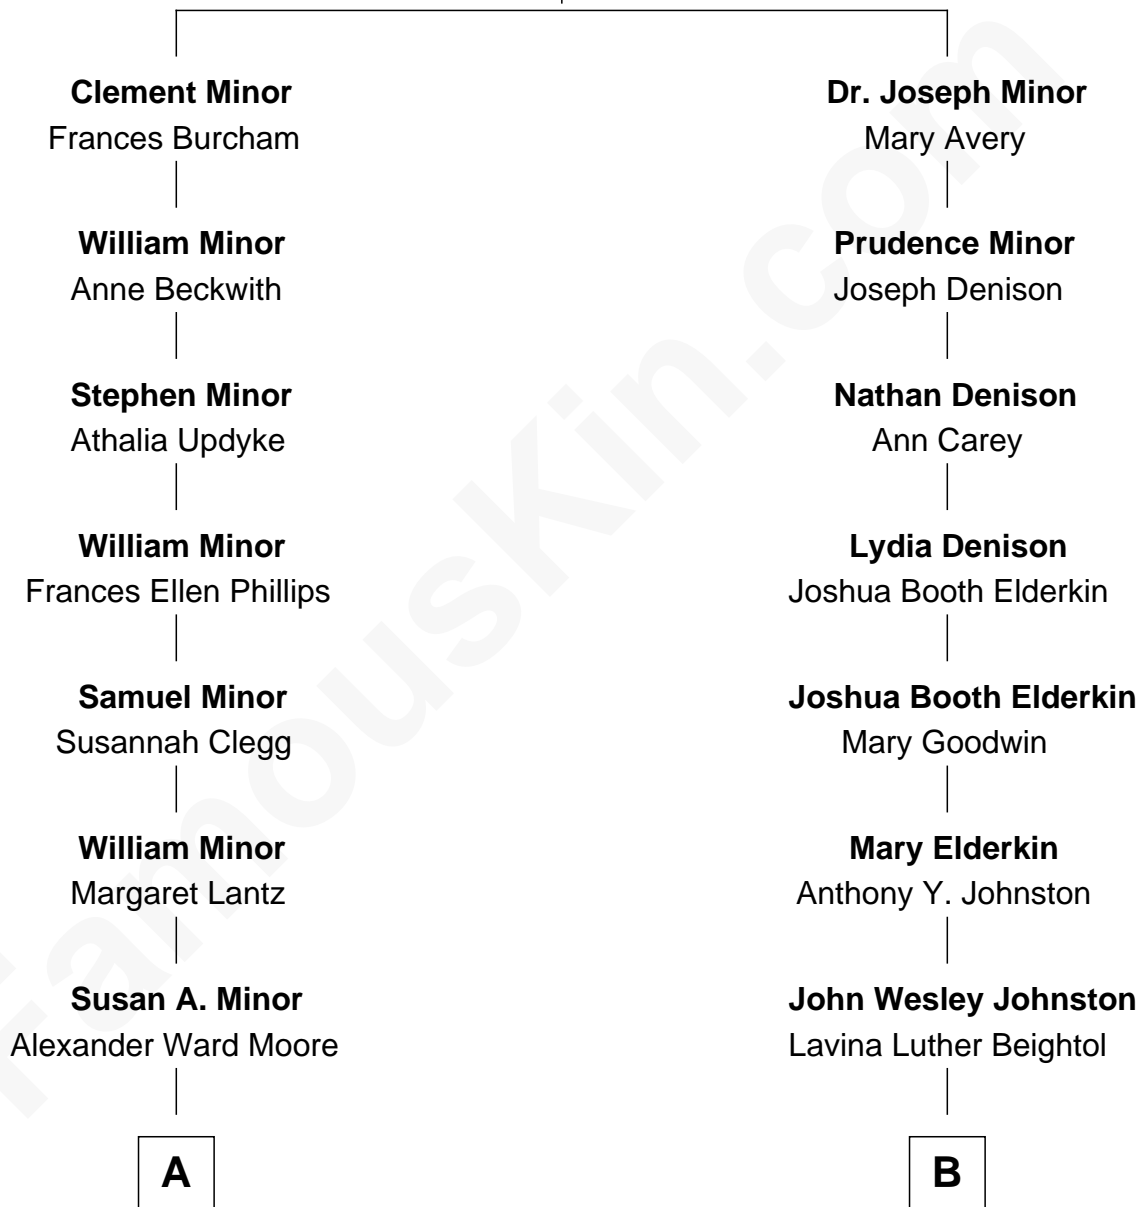 Clement Minor
Frances Burcham
William Minor
Anne Beckwith
Stephen Minor
Athalia Updyke
William Minor
Frances Ellen Phillips
Samuel Minor
Susannah Clegg
William Minor
Margaret Lantz
Susan A. Minor
Alexander Ward Moore
A
Dr. Joseph Minor
Mary Avery
Prudence Minor
Joseph Denison
Nathan Denison
Ann Carey
Lydia Denison
Joshua Booth Elderkin
Joshua Booth Elderkin
Mary Goodwin
Mary Elderkin
Anthony Y. Johnston
John Wesley Johnston
Lavina Luther Beightol
B
FamousKin.com